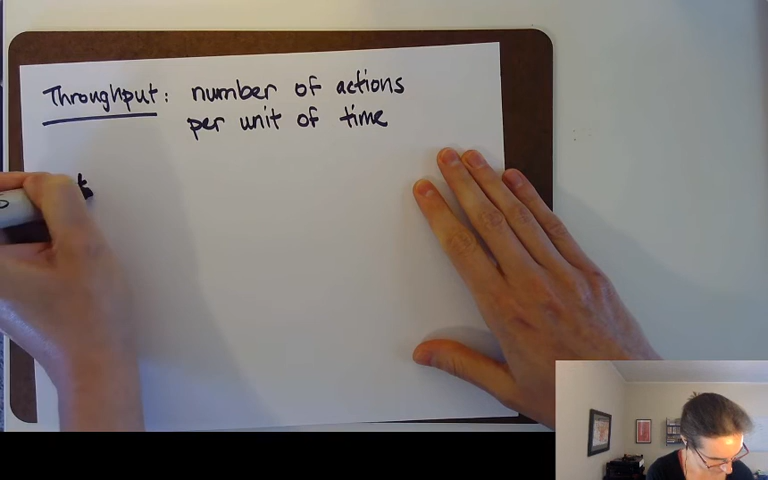 Throughput: number of actions
per unit of time